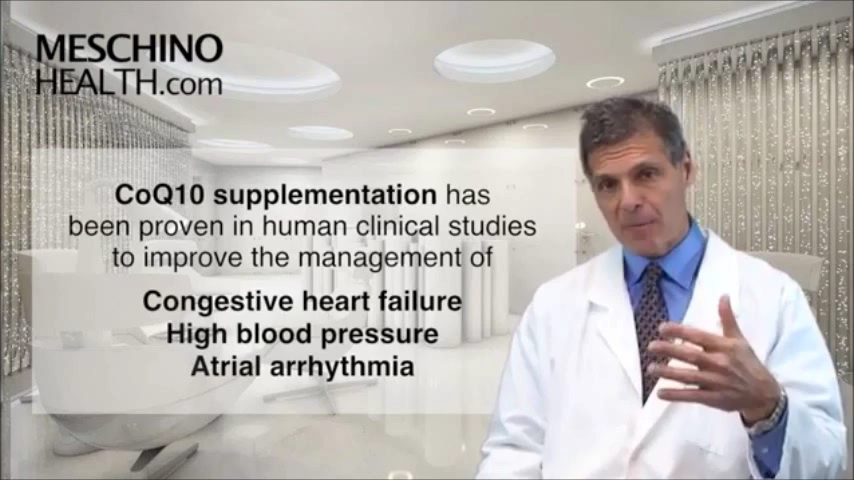 MESCHINO
HEALTH.com
CoQ10 supplementation has
been proven in human clinical studies
to improve the management of
Congestive heart failure
High blood pressure
Atrial arrhythmia